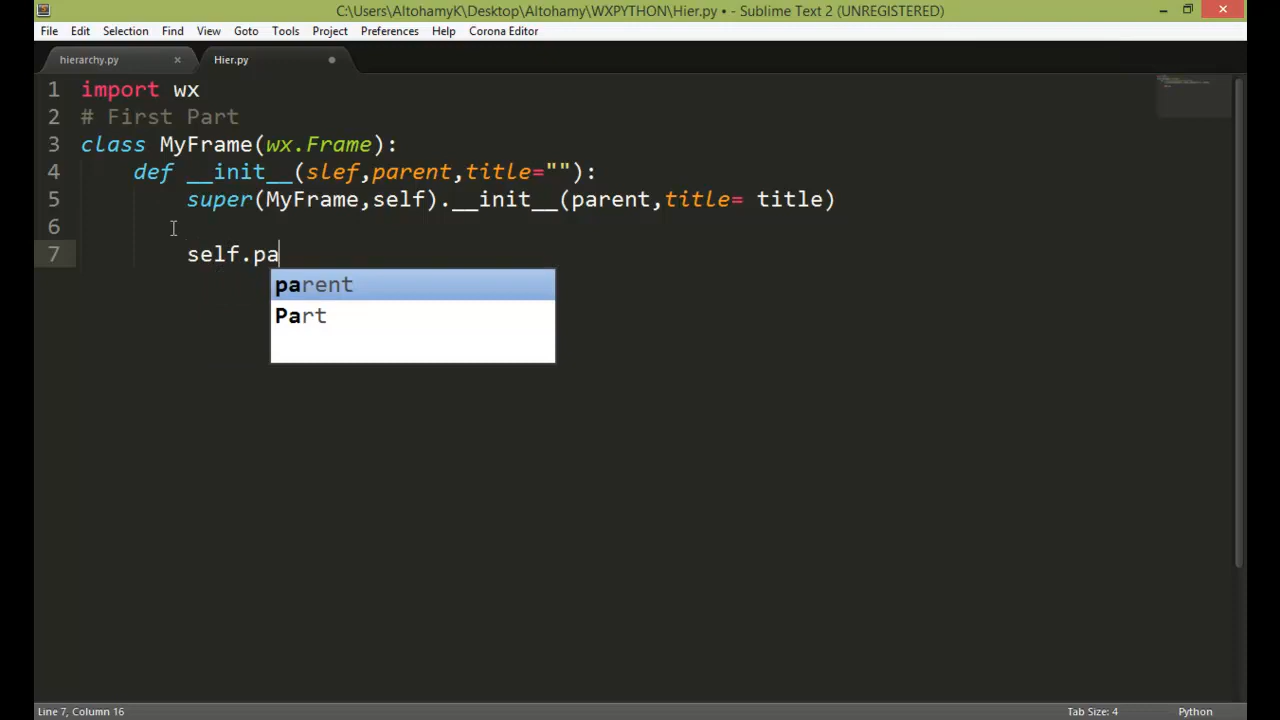 C:\Users\AltohamyK\Desktop\Altohamy\WXPYTHON\Hier.py • - Sublime Text 2 (UNREGISTERED)
File Edit Selection Find View Goto Tools Project Preferences Help Corona Editor
hierarchy.py Hier.py
1 import wx
2 # First Part
3 class MyFrame(wx.Frame):
4 def __init__(slef,parent,title=""):
5 super(MyFrame,self).__init__(parent,title= title)
6
7 self.pa
parent
Part
Line 7, Column 16 Tab Size: 4 Python